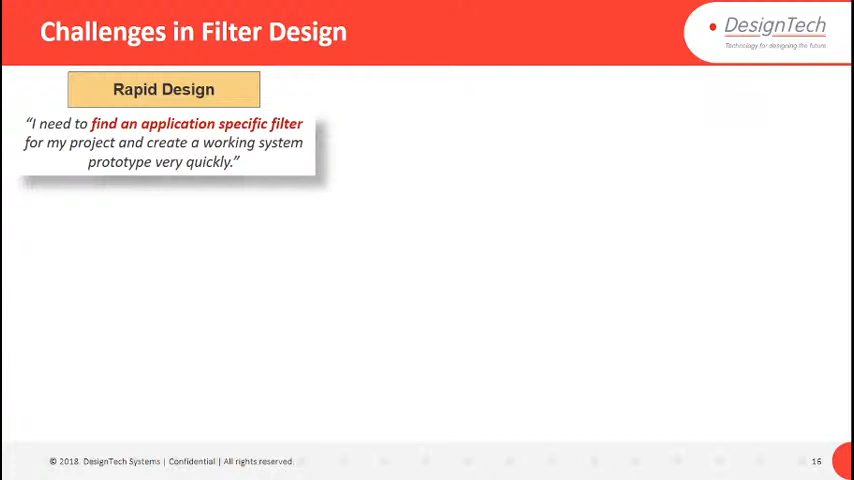 Challenges in Filter Design
DesignTech
Technology for designing the future
Rapid Design
“I need to find an application specific filter
for my project and create a working system
prototype very quickly.”
© 2018. DesignTech Systems | Confidential | All rights reserved.
16